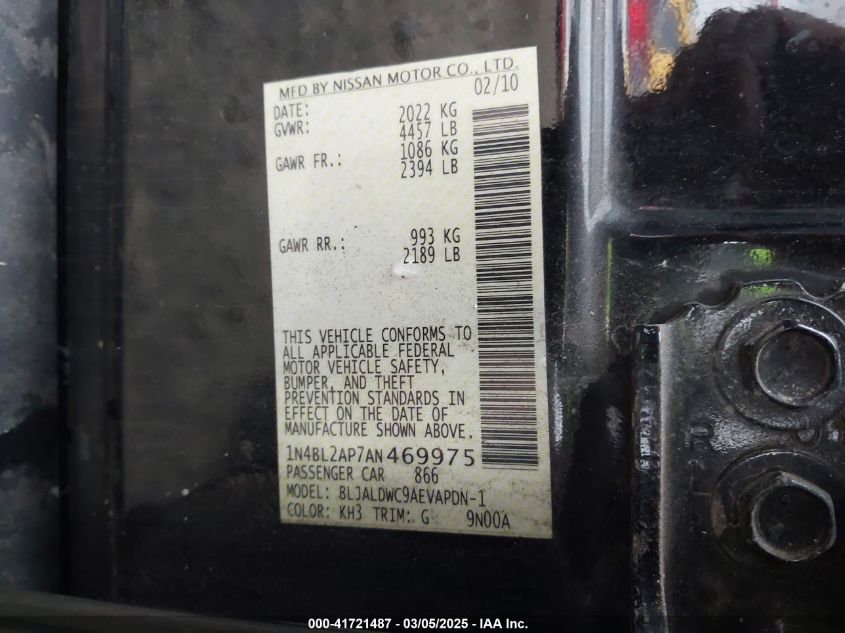 MFD BY NISSAN MOTOR CO., LTD.
DATE: 02/10
GVWR: 2022 KG
4457 LB
GAWR FR.: 1086 KG
2394 LB
GAWR RR.: 993 KG
2189 LB
THIS VEHICLE CONFORMS TO
ALL APPLICABLE FEDERAL
MOTOR VEHICLE SAFETY,
BUMPER, AND THEFT
PREVENTION STANDARDS IN
EFFECT ON THE DATE OF
MANUFACTURE SHOWN ABOVE.
1N4BL2AP7AN469975
PASSENGER CAR 866
MODEL: BLJALDWC9AEVAPDN-1
COLOR: KH3 TRIM: G 9N00A
000-41721487 - 03/05/2025 - IAA Inc.